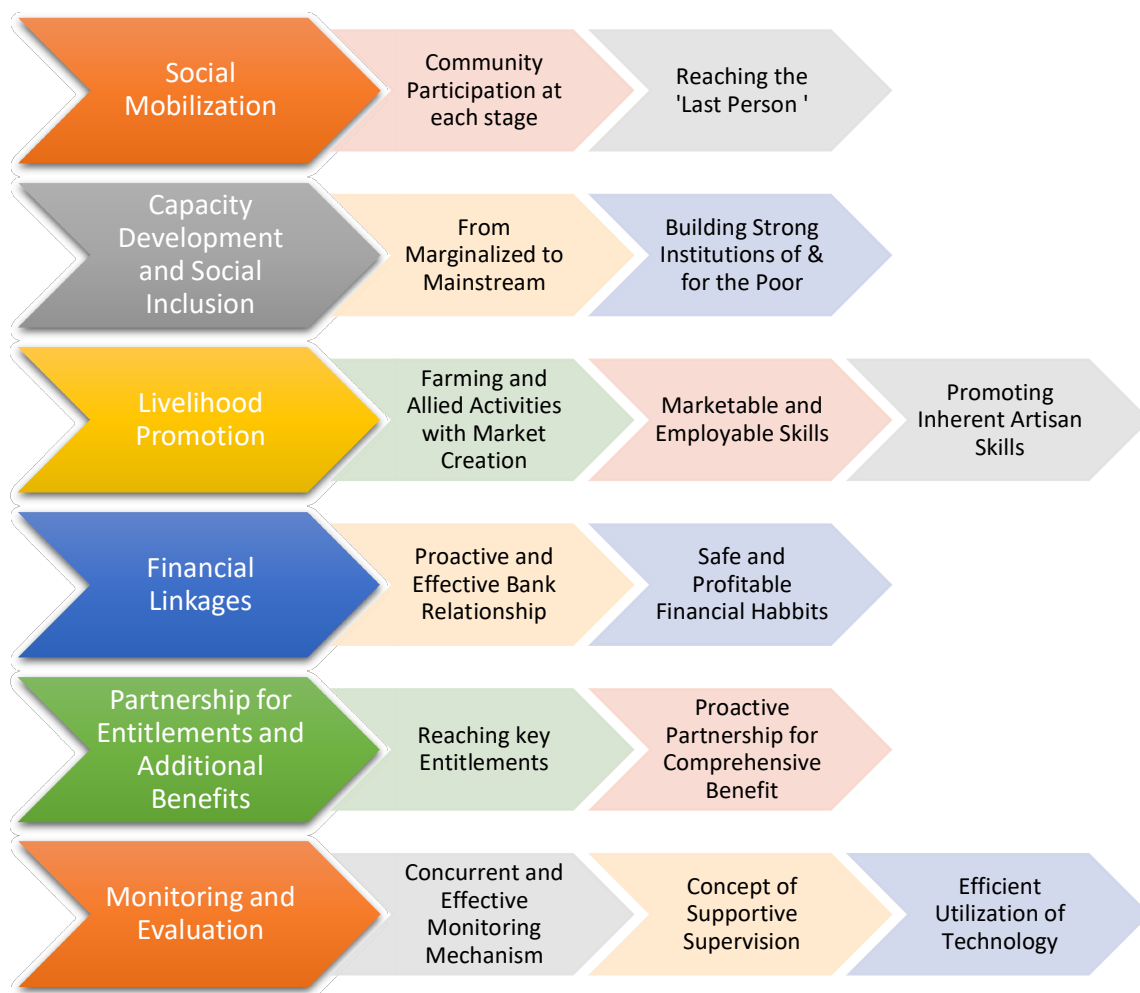 Social
Mobilization
Community
Participation at
each stage
Reaching the
'Last Person '
Capacity
Development
and Social
Inclusion
From
Marginalized to
Mainstream
Building Strong
Institutions of &
for the Poor
Livelihood
Promotion
Farming and
Allied Activities
with Market
Creation
Marketable and
Employable Skills
Promoting
Inherent Artisan
Skills
Financial
Linkages
Proactive and
Effective Bank
Relationship
Safe and
Profitable
Financial Habbits
Partnership for
Entitlements and
Additional
Benefits
Reaching key
Entitlements
Proactive
Partnership for
Comprehensive
Benefit
Monitoring and
Evaluation
Concurrent and
Effective
Monitoring
Mechanism
Concept of
Supportive
Supervision
Efficient
Utilization of
Technology